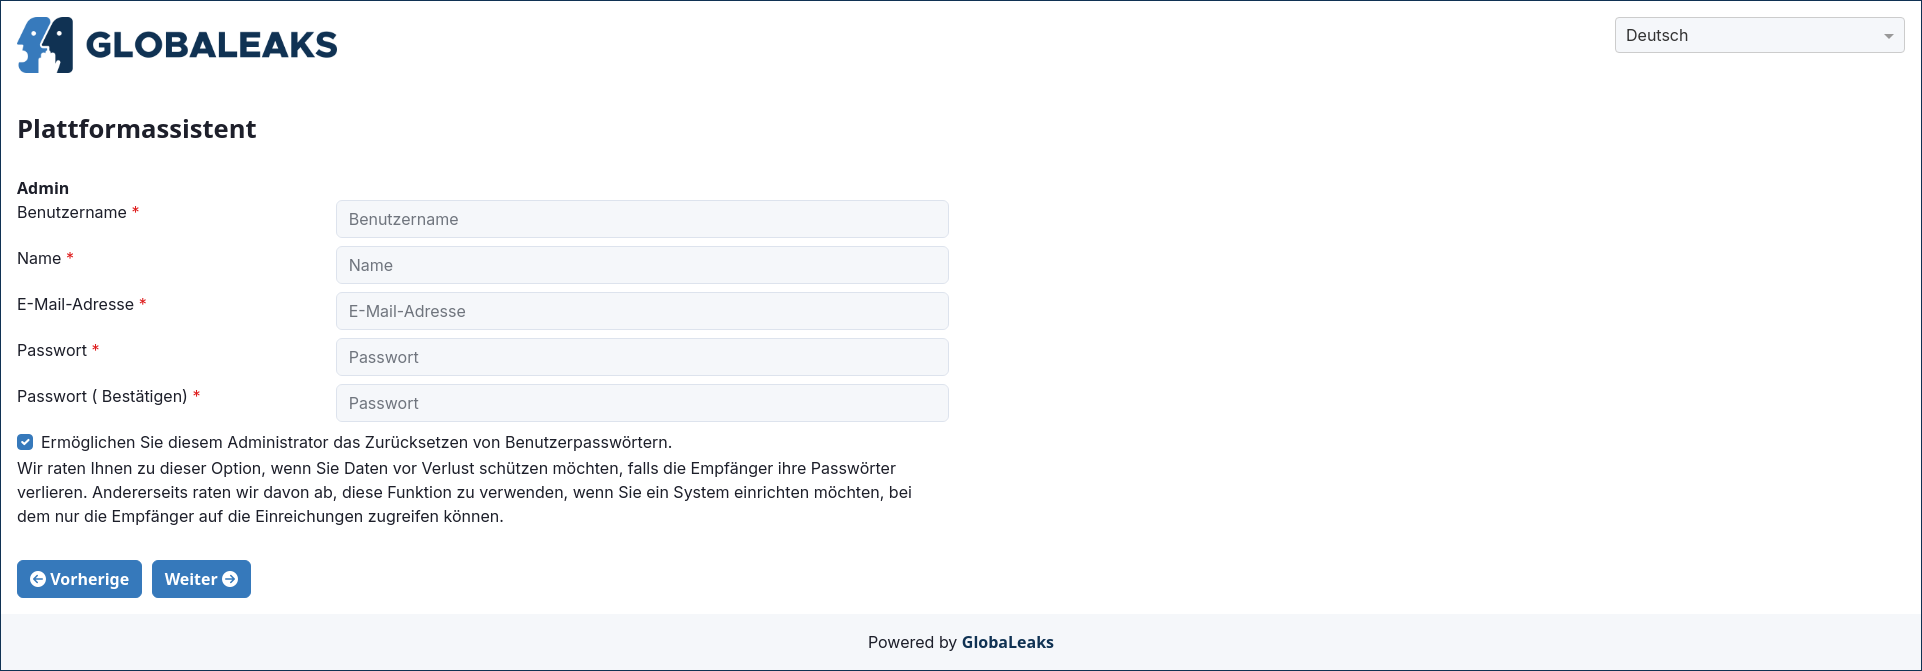 GLOBALEAKS
Deutsch
Plattformassistent
Admin
Benutzername *
Benutzername
Name *
Name
E-Mail-Adresse *
E-Mail-Adresse
Passwort *
Passwort
Passwort ( Bestätigen) *
Passwort
Ermöglichen Sie diesem Administrator das Zurücksetzen von Benutzerpasswörtern.
Wir raten Ihnen zu dieser Option, wenn Sie Daten vor Verlust schützen möchten, falls die Empfänger ihre Passwörter
verlieren. Andererseits raten wir davon ab, diese Funktion zu verwenden, wenn Sie ein System einrichten möchten, bei
dem nur die Empfänger auf die Einreichungen zugreifen können.
Vorherige
Weiter
Powered by GlobaLeaks